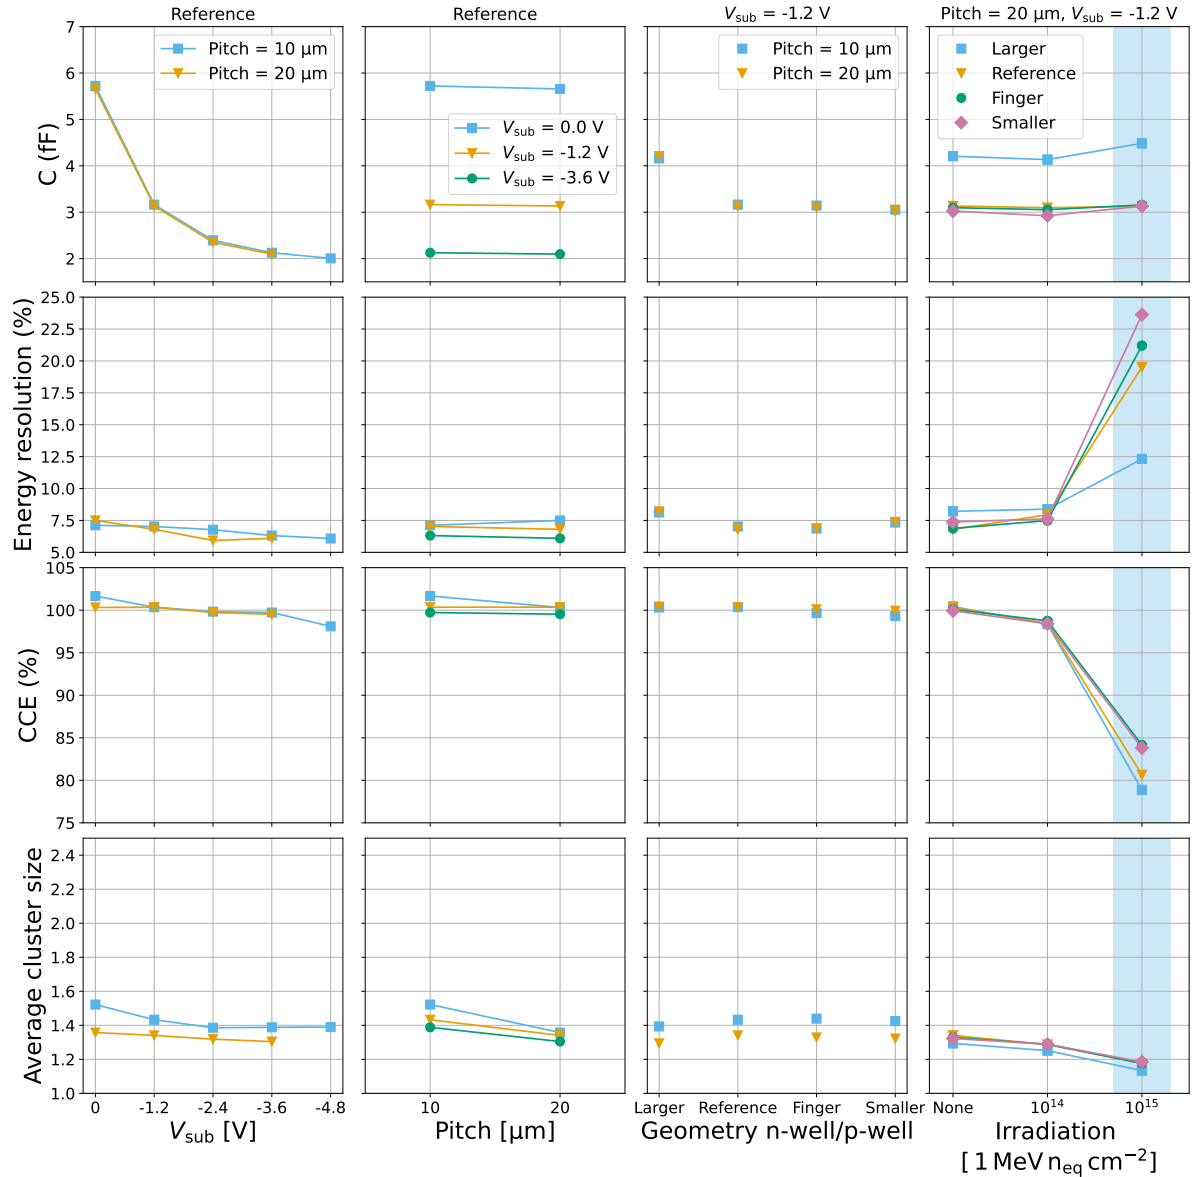 Reference
Reference
V_sub = -1.2 V
Pitch = 20 μm, V_sub = -1.2 V
C (fF)
7
6
5
4
3
2
Pitch = 10 μm
Pitch = 20 μm
V_sub = 0.0 V
V_sub = -1.2 V
V_sub = -3.6 V
Pitch = 10 μm
Pitch = 20 μm
Larger
Reference
Finger
Smaller
Energy resolution (%)
25.0
22.5
20.0
17.5
15.0
12.5
10.0
7.5
5.0
CCE (%)
105
100
95
90
85
80
75
Average cluster size
2.4
2.2
2.0
1.8
1.6
1.4
1.2
1.0
0 -1.2 -2.4 -3.6 -4.8
V_sub [V]
10 20
Pitch [μm]
Larger Reference Finger Smaller
Geometry n-well/p-well
None 10¹⁴ 10¹⁵
Irradiation
[ 1 MeV n_eq cm⁻²]